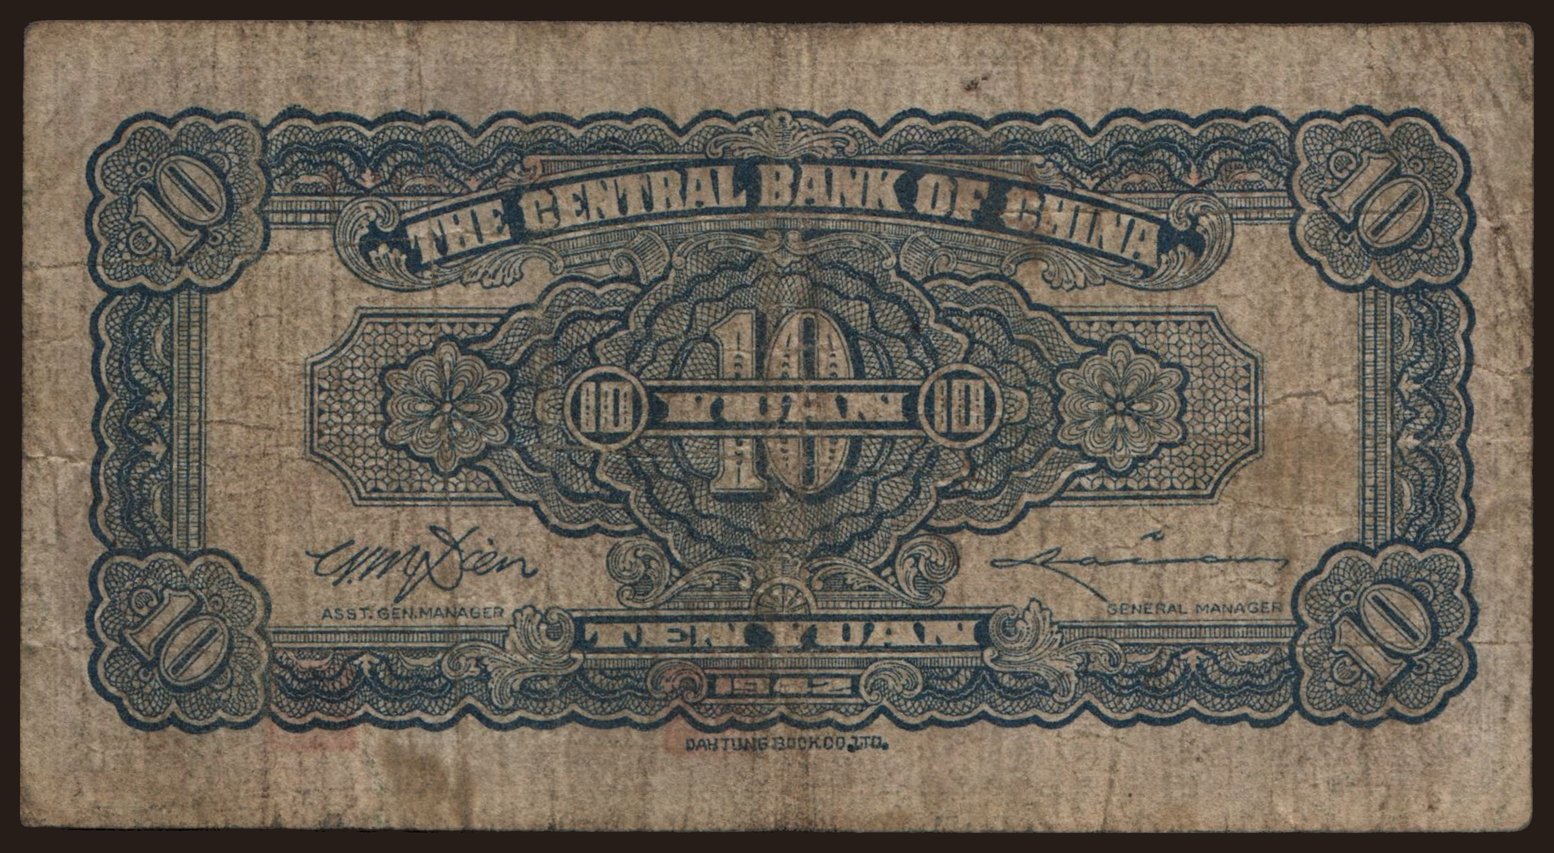 10 10
THE CENTRAL BANK OF CHINA
10
10 YUAN 10
ASST. GEN. MANAGER GENERAL MANAGER
10 TEN YUAN 10
1942
DAH TUNG BOOK CO., LTD.